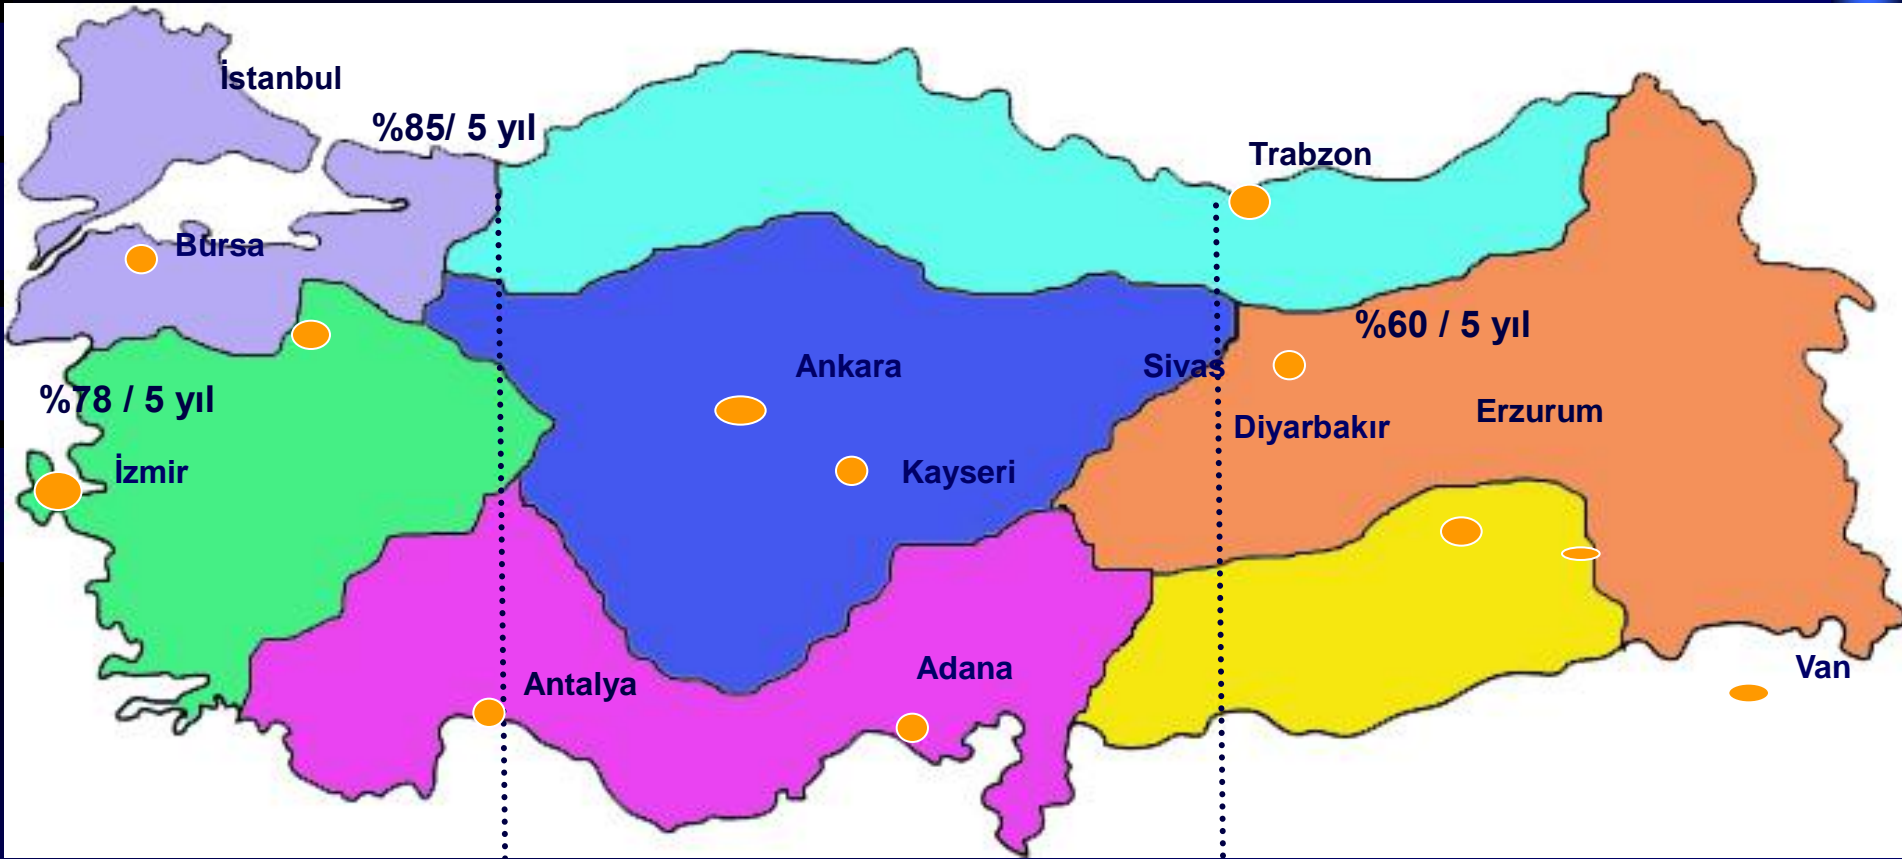 İstanbul
%85/ 5 yıl
Trabzon
Bursa
%60 / 5 yıl
Ankara
Sivas
%78 / 5 yıl
Erzurum
Diyarbakır
İzmir
Kayseri
Van
Adana
Antalya